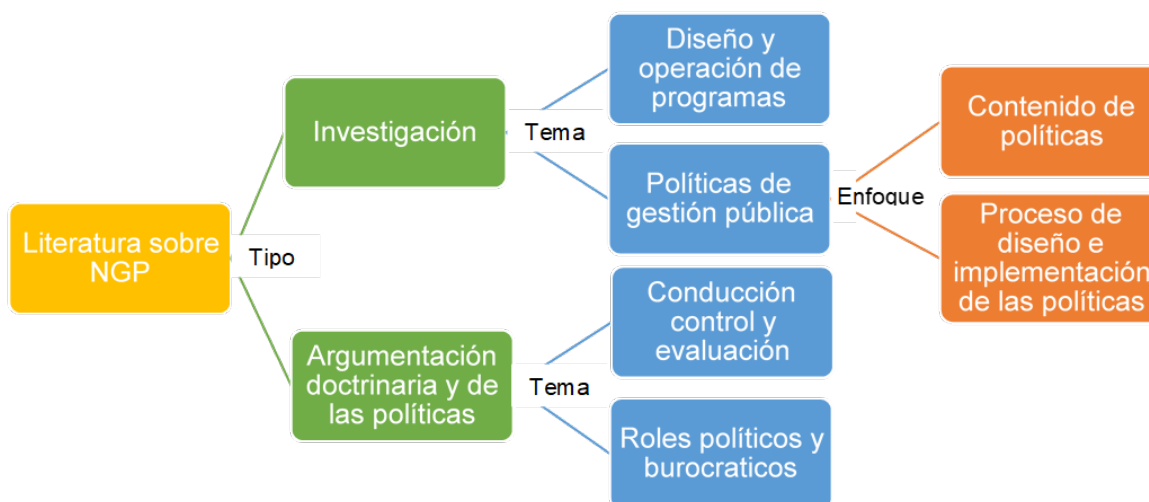 Literatura sobre
NGP
Tipo
Investigación
Tema
Diseño y
operación de
programas
Políticas de
gestión pública
Enfoque
Contenido de
políticas
Proceso de
diseño e
implementación
de las políticas
Argumentación
doctrinaria y de
las políticas
Tema
Conducción
control y
evaluación
Roles políticos y
burocraticos